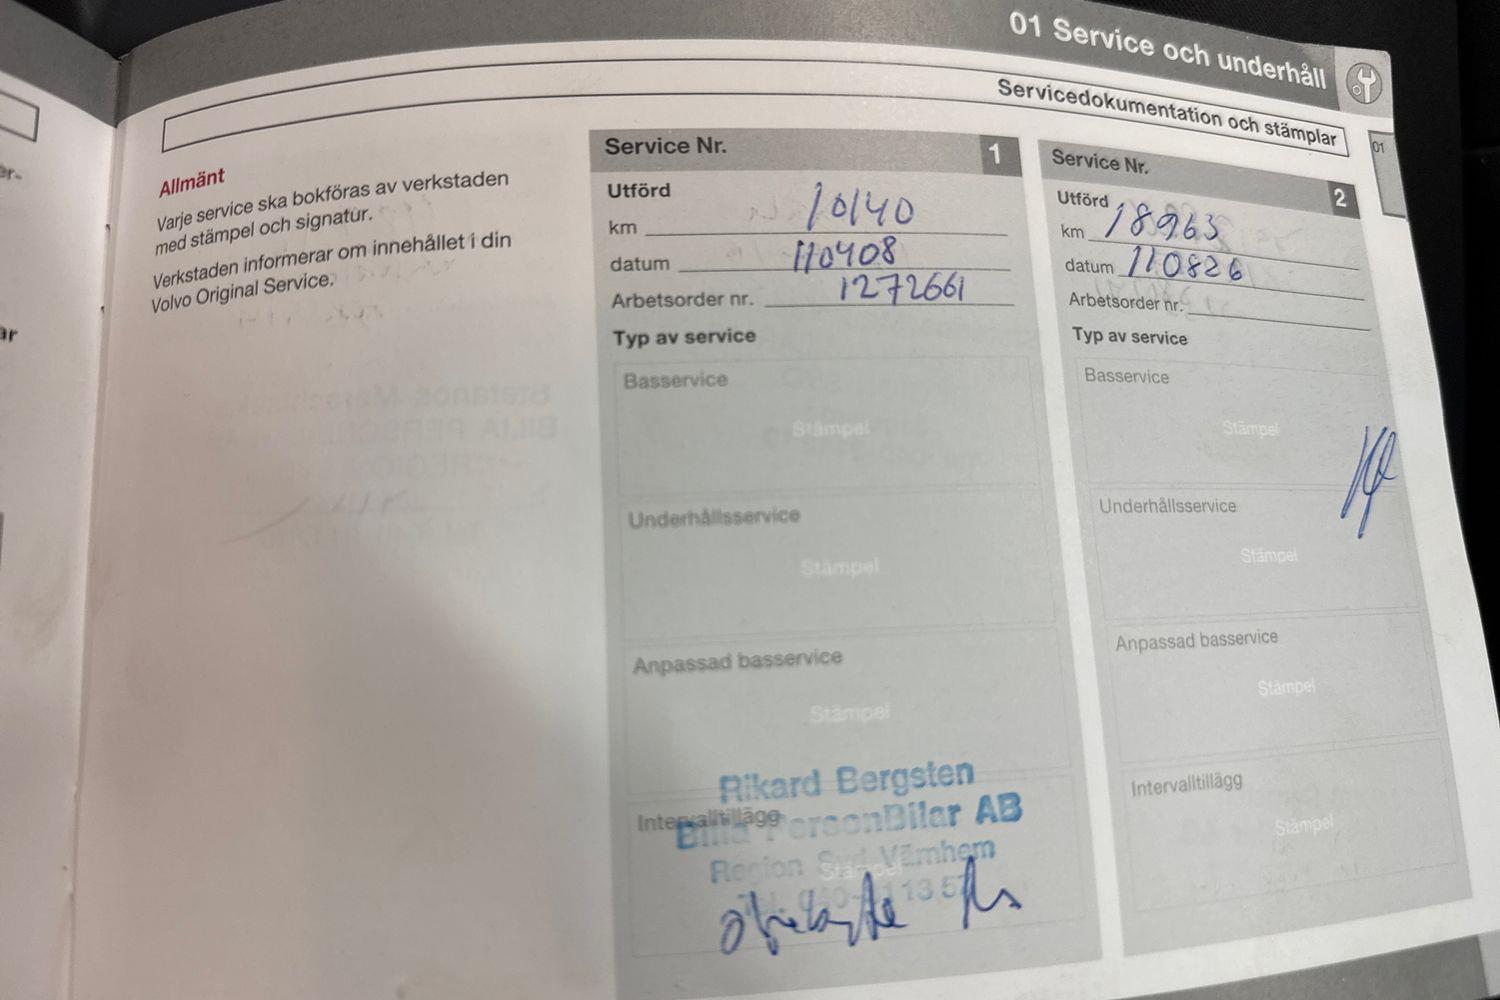 01 Service och underhåll
Servicedokumentation och stämplar
01
Allmänt
Varje service ska bokföras av verkstaden
med stämpel och signatur.
Verkstaden informerar om innehållet i din
Volvo Original Service.
Service Nr. 1
Utförd
km 10140
datum 110408
Arbetsorder nr. 1272661
Typ av service
Basservice
Stämpel
Underhållsservice
Stämpel
Anpassad basservice
Stämpel
Intervalltillägg
Stämpel
Rikard Bergsten
Bilia PersonBilar AB
Region Syd Värnhem
Service Nr. 2
Utförd
km 18963
datum 110826
Arbetsorder nr.
Typ av service
Basservice
Stämpel
Underhållsservice
Stämpel
Anpassad basservice
Stämpel
Intervalltillägg
Stämpel